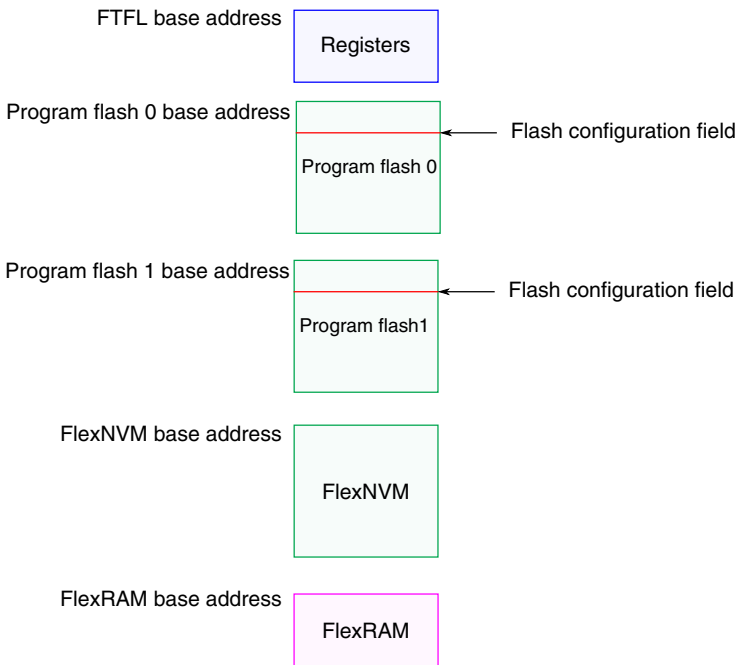 FTFL base address
Registers
Program flash 0 base address
Flash configuration field
Program flash 0
Program flash 1 base address
Flash configuration field
Program flash1
FlexNVM base address
FlexNVM
FlexRAM base address
FlexRAM